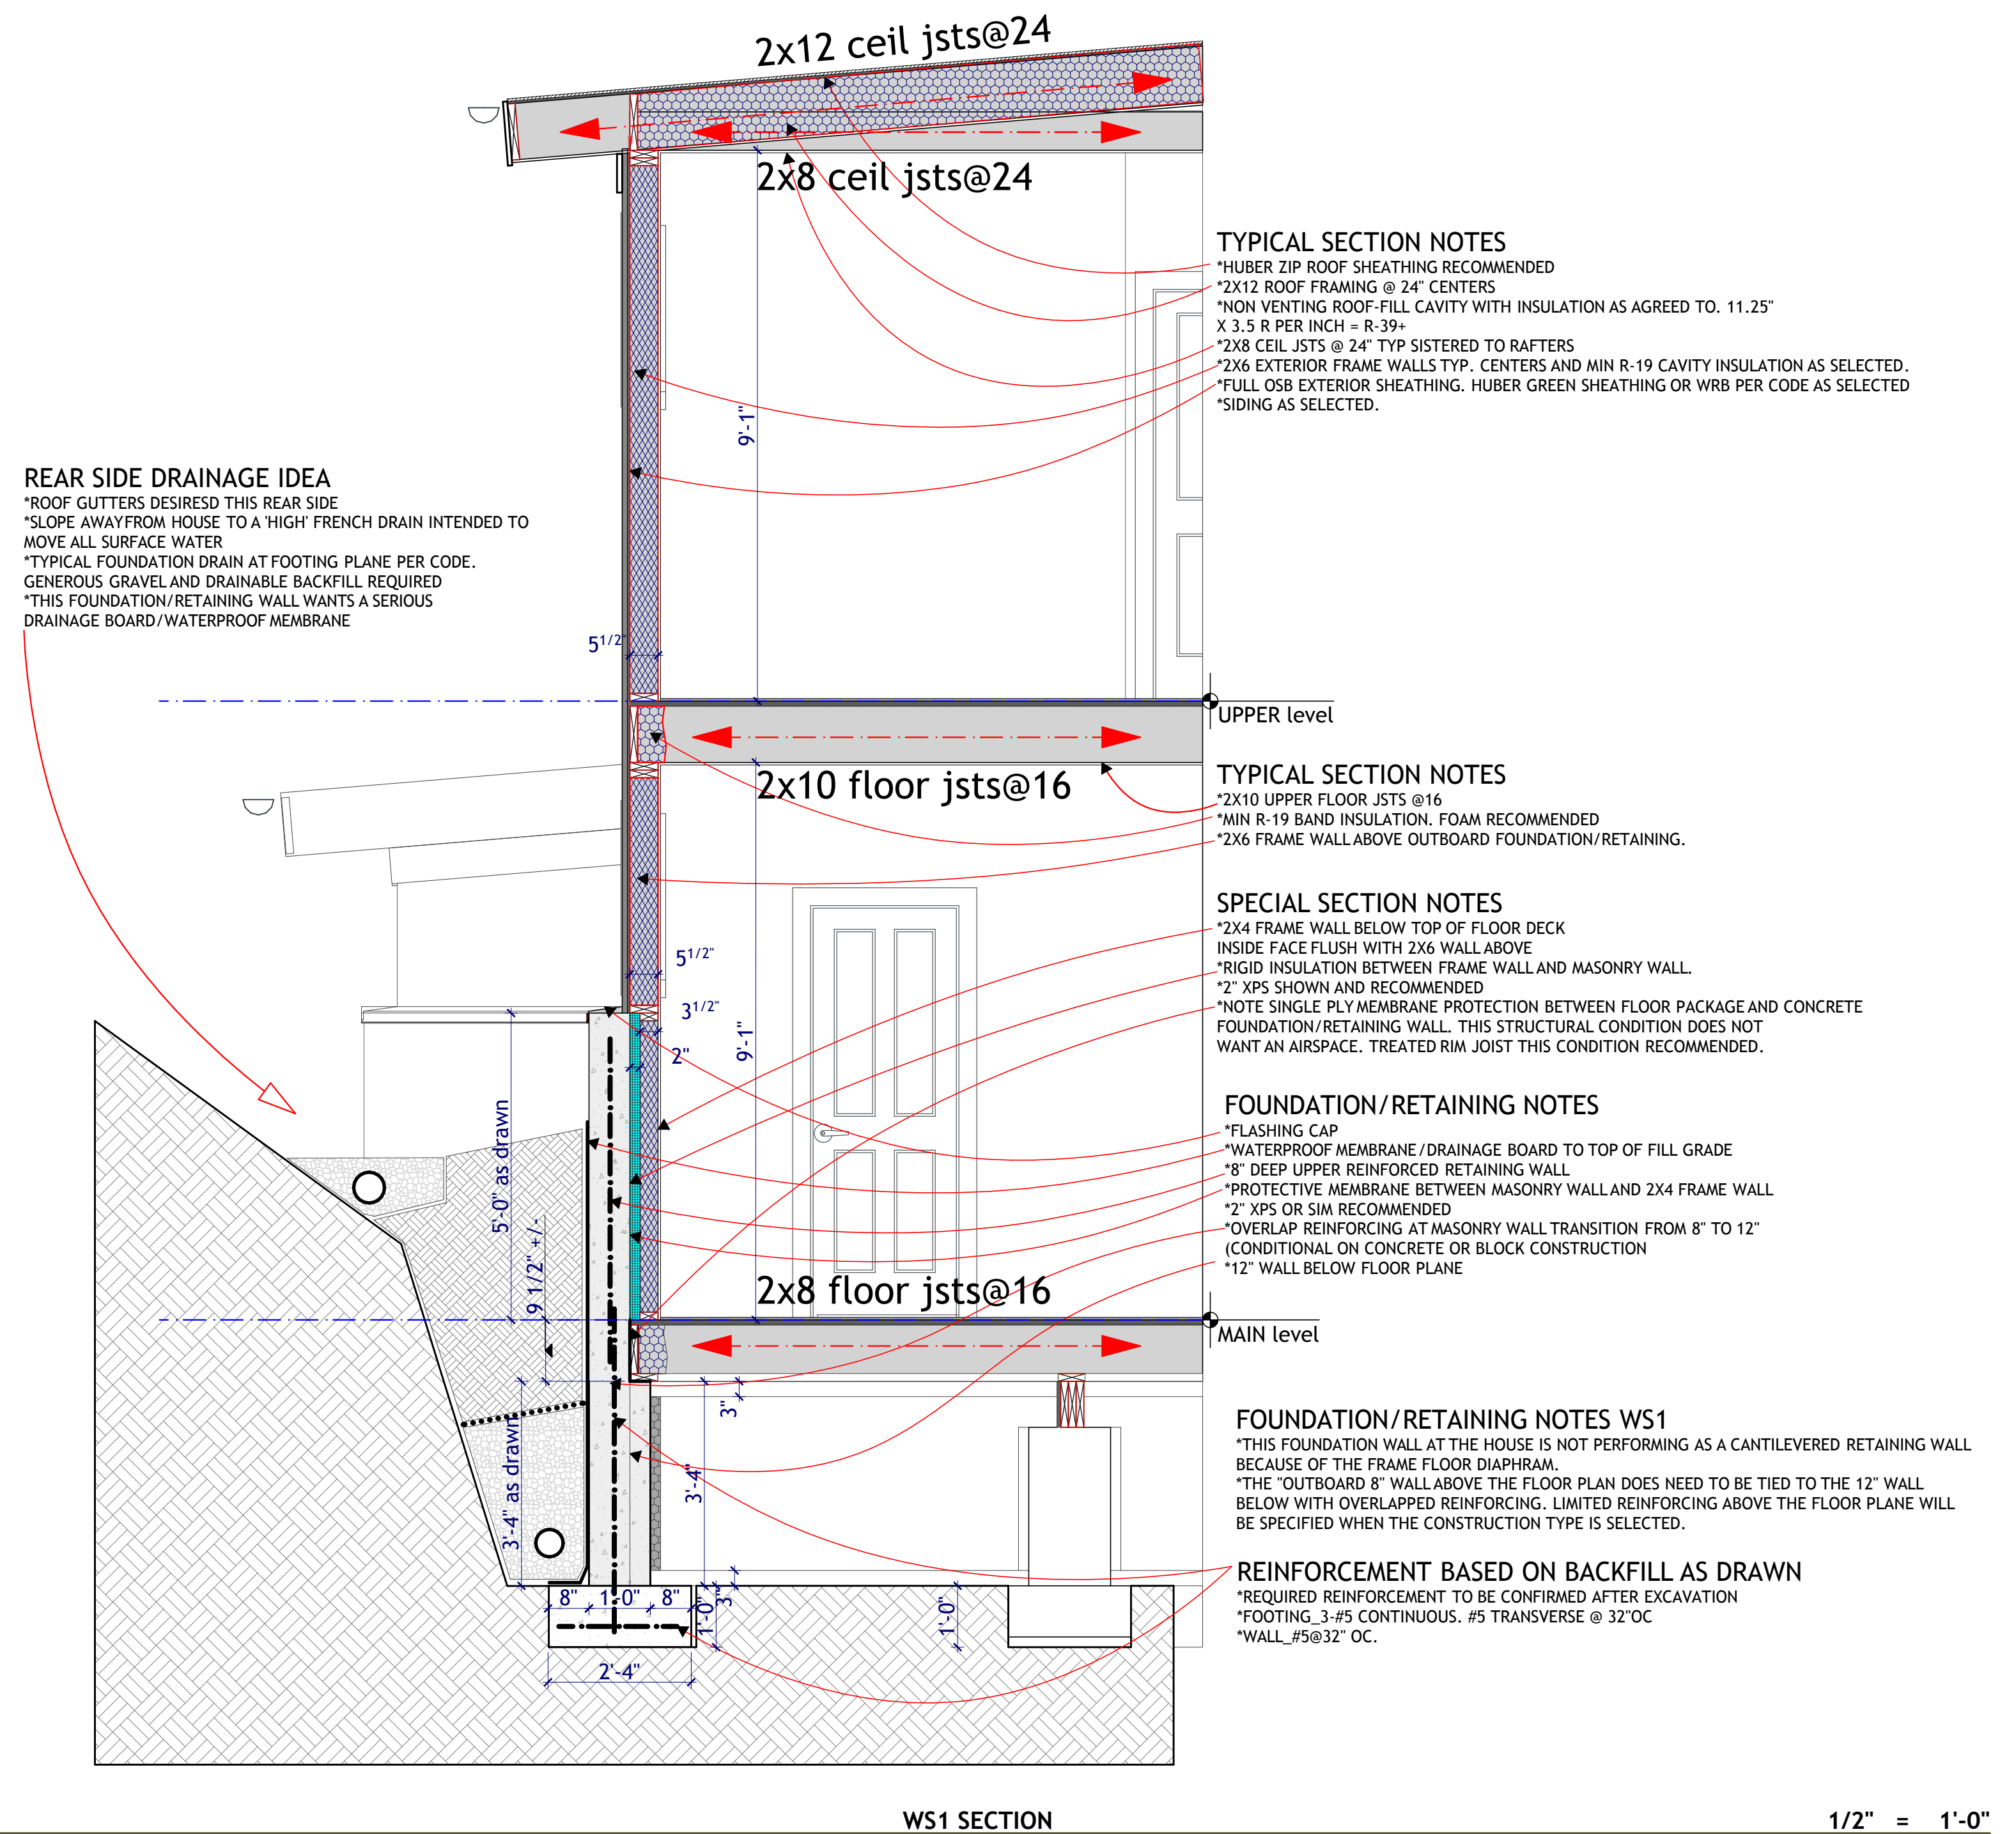 2x12 ceil jsts@24
2x8 ceil jsts@24
TYPICAL SECTION NOTES
*HUBER ZIP ROOF SHEATHING RECOMMENDED
*2X12 ROOF FRAMING @ 24" CENTERS
*NON VENTING ROOF-FILL CAVITY WITH INSULATION AS AGREED TO. 11.25"
X 3.5 R PER INCH = R-39+
*2X8 CEIL JSTS @ 24" TYP SISTERED TO RAFTERS
*2X6 EXTERIOR FRAME WALLS TYP. CENTERS AND MIN R-19 CAVITY INSULATION AS SELECTED.
*FULL OSB EXTERIOR SHEATHING. HUBER GREEN SHEATHING OR WRB PER CODE AS SELECTED
*SIDING AS SELECTED.
9'-1"
REAR SIDE DRAINAGE IDEA
*ROOF GUTTERS DESIRESD THIS REAR SIDE
*SLOPE AWAY FROM HOUSE TO A 'HIGH' FRENCH DRAIN INTENDED TO
MOVE ALL SURFACE WATER
*TYPICAL FOUNDATION DRAIN AT FOOTING PLANE PER CODE.
GENEROUS GRAVEL AND DRAINABLE BACKFILL REQUIRED
*THIS FOUNDATION/RETAINING WALL WANTS A SERIOUS
DRAINAGE BOARD/WATERPROOF MEMBRANE
5 1/2"
UPPER level
2x10 floor jsts@16
TYPICAL SECTION NOTES
*2X10 UPPER FLOOR JSTS @16
*MIN R-19 BAND INSULATION. FOAM RECOMMENDED
*2X6 FRAME WALL ABOVE OUTBOARD FOUNDATION/RETAINING.
SPECIAL SECTION NOTES
*2X4 FRAME WALL BELOW TOP OF FLOOR DECK
INSIDE FACE FLUSH WITH 2X6 WALL ABOVE
*RIGID INSULATION BETWEEN FRAME WALL AND MASONRY WALL.
*2" XPS SHOWN AND RECOMMENDED
*NOTE SINGLE PLY MEMBRANE PROTECTION BETWEEN FLOOR PACKAGE AND CONCRETE
FOUNDATION/RETAINING WALL. THIS STRUCTURAL CONDITION DOES NOT
WANT AN AIRSPACE. TREATED RIM JOIST THIS CONDITION RECOMMENDED.
5 1/2"
3 1/2"
2"
9'-1"
5'-0" as drawn
9 1/2" +/-
FOUNDATION/RETAINING NOTES
*FLASHING CAP
*WATERPROOF MEMBRANE/DRAINAGE BOARD TO TOP OF FILL GRADE
*8" DEEP UPPER REINFORCED RETAINING WALL
*PROTECTIVE MEMBRANE BETWEEN MASONRY WALL AND 2X4 FRAME WALL
*2" XPS OR SIM RECOMMENDED
*OVERLAP REINFORCING AT MASONRY WALL TRANSITION FROM 8" TO 12"
(CONDITIONAL ON CONCRETE OR BLOCK CONSTRUCTION
*12" WALL BELOW FLOOR PLANE
2x8 floor jsts@16
MAIN level
3"
3'-4"
3'-4" as drawn
FOUNDATION/RETAINING NOTES WS1
*THIS FOUNDATION WALL AT THE HOUSE IS NOT PERFORMING AS A CANTILEVERED RETAINING WALL
BECAUSE OF THE FRAME FLOOR DIAPHRAM.
*THE "OUTBOARD 8" WALL ABOVE THE FLOOR PLAN DOES NEED TO BE TIED TO THE 12" WALL
BELOW WITH OVERLAPPED REINFORCING. LIMITED REINFORCING ABOVE THE FLOOR PLANE WILL
BE SPECIFIED WHEN THE CONSTRUCTION TYPE IS SELECTED.
REINFORCEMENT BASED ON BACKFILL AS DRAWN
*REQUIRED REINFORCEMENT TO BE CONFIRMED AFTER EXCAVATION
*FOOTING_3-#5 CONTINUOUS. #5 TRANSVERSE @ 32"OC
*WALL_#5@32" OC.
8" 1'-0" 8"
1'-0"
3"
1'-0"
2'-4"
WS1 SECTION
1/2" = 1'-0"